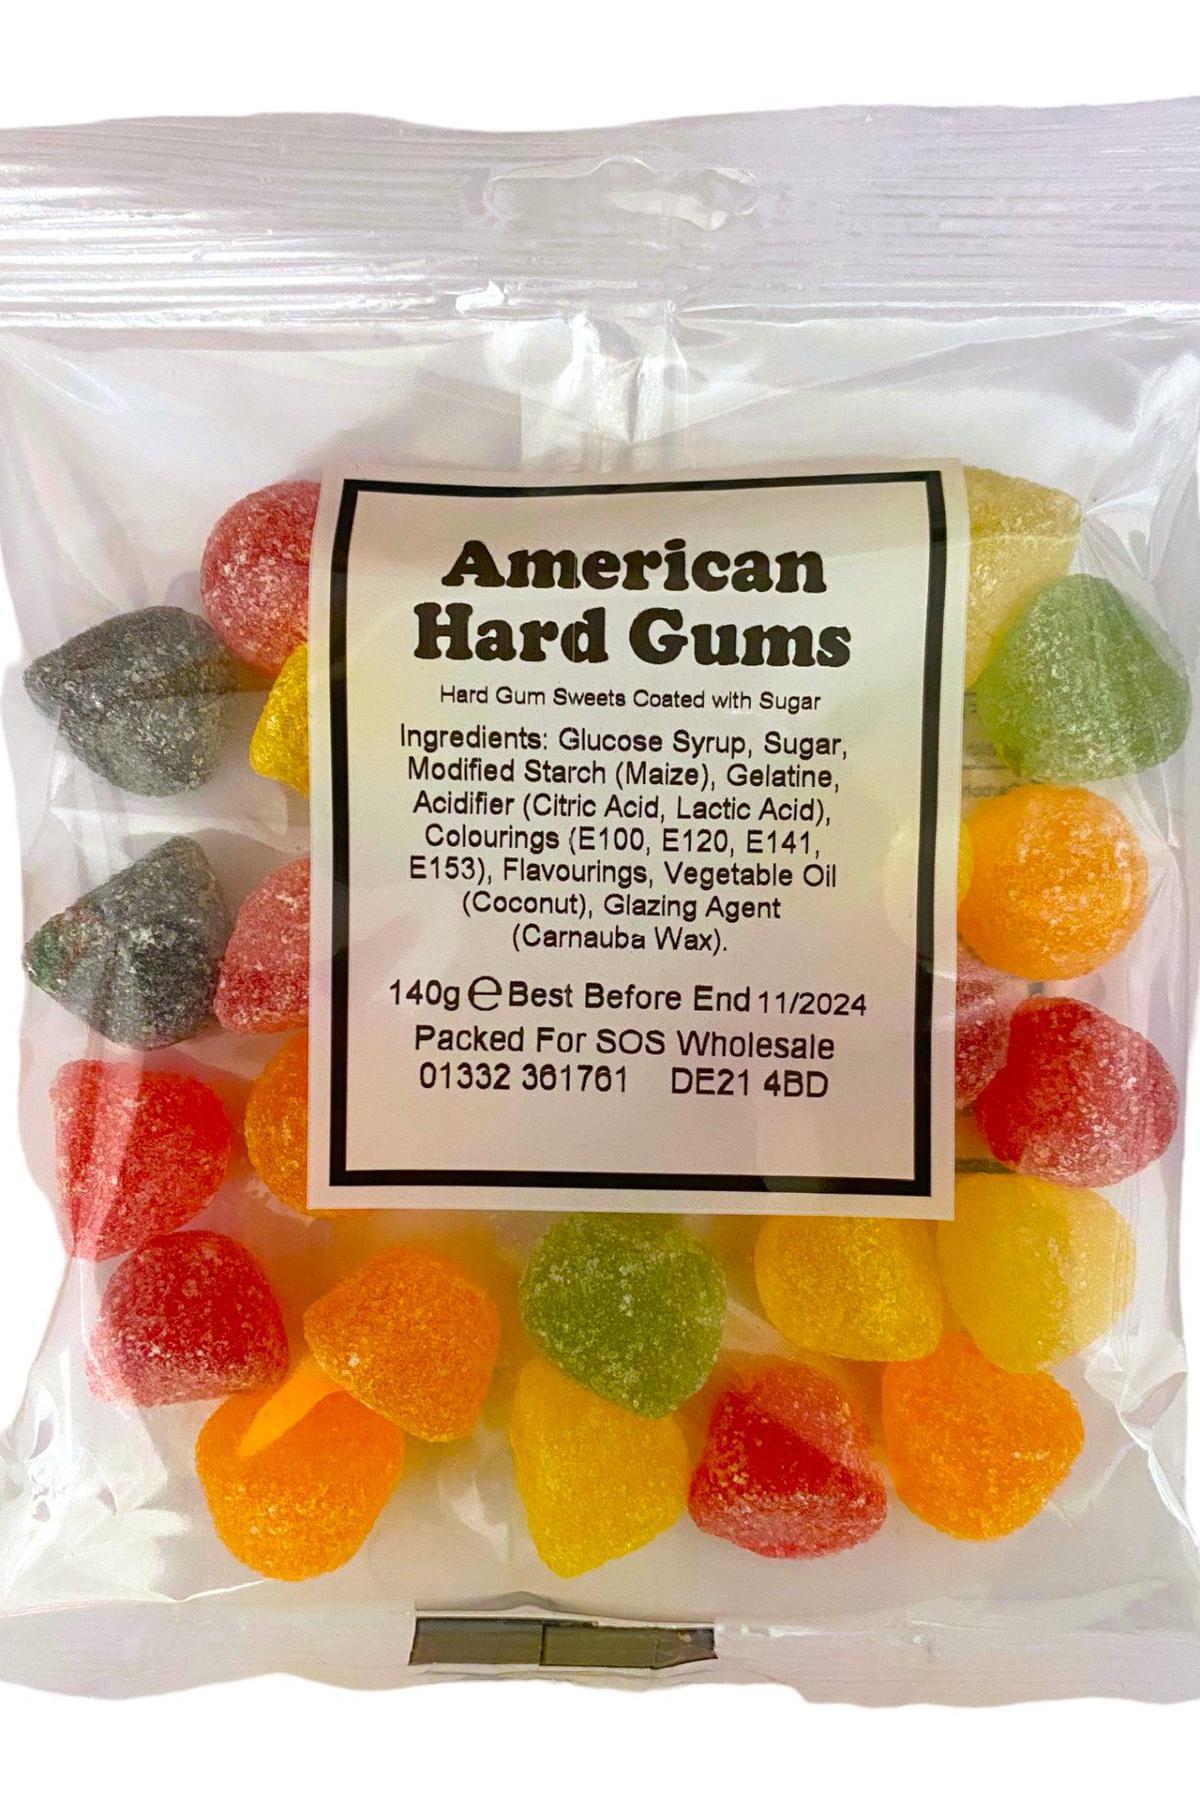 American
Hard Gums
Hard Gum Sweets Coated with Sugar
Ingredients: Glucose Syrup, Sugar,
Modified Starch (Maize), Gelatine,
Acidifier (Citric Acid, Lactic Acid),
Colourings (E100, E120, E141,
E153), Flavourings, Vegetable Oil
(Coconut), Glazing Agent
(Carnauba Wax).
140g ℮ Best Before End 11/2024
Packed For SOS Wholesale
01332 361761 DE21 4BD